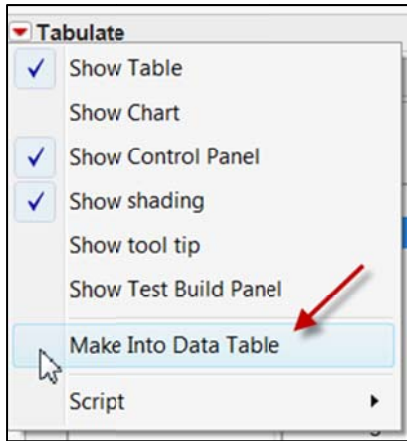 Tabulate
Show Table
Show Chart
Show Control Panel
Show shading
Show tool tip
Show Test Build Panel
Make Into Data Table
Script